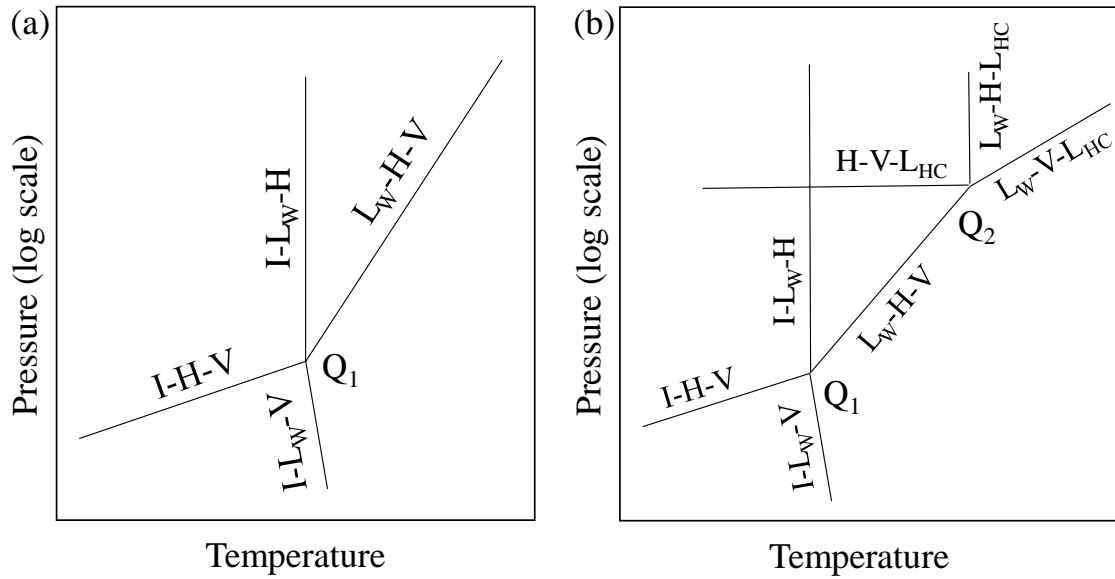 (a)
Pressure (log scale)
I-L_W-H
L_W-H-V
I-H-V
Q_1
I-L_W-V
Temperature
(b)
Pressure (log scale)
L_W-H-L_HC
H-V-L_HC
L_W-V-L_HC
Q_2
I-L_W-H
L_W-H-V
I-H-V
Q_1
I-L_W-V
Temperature